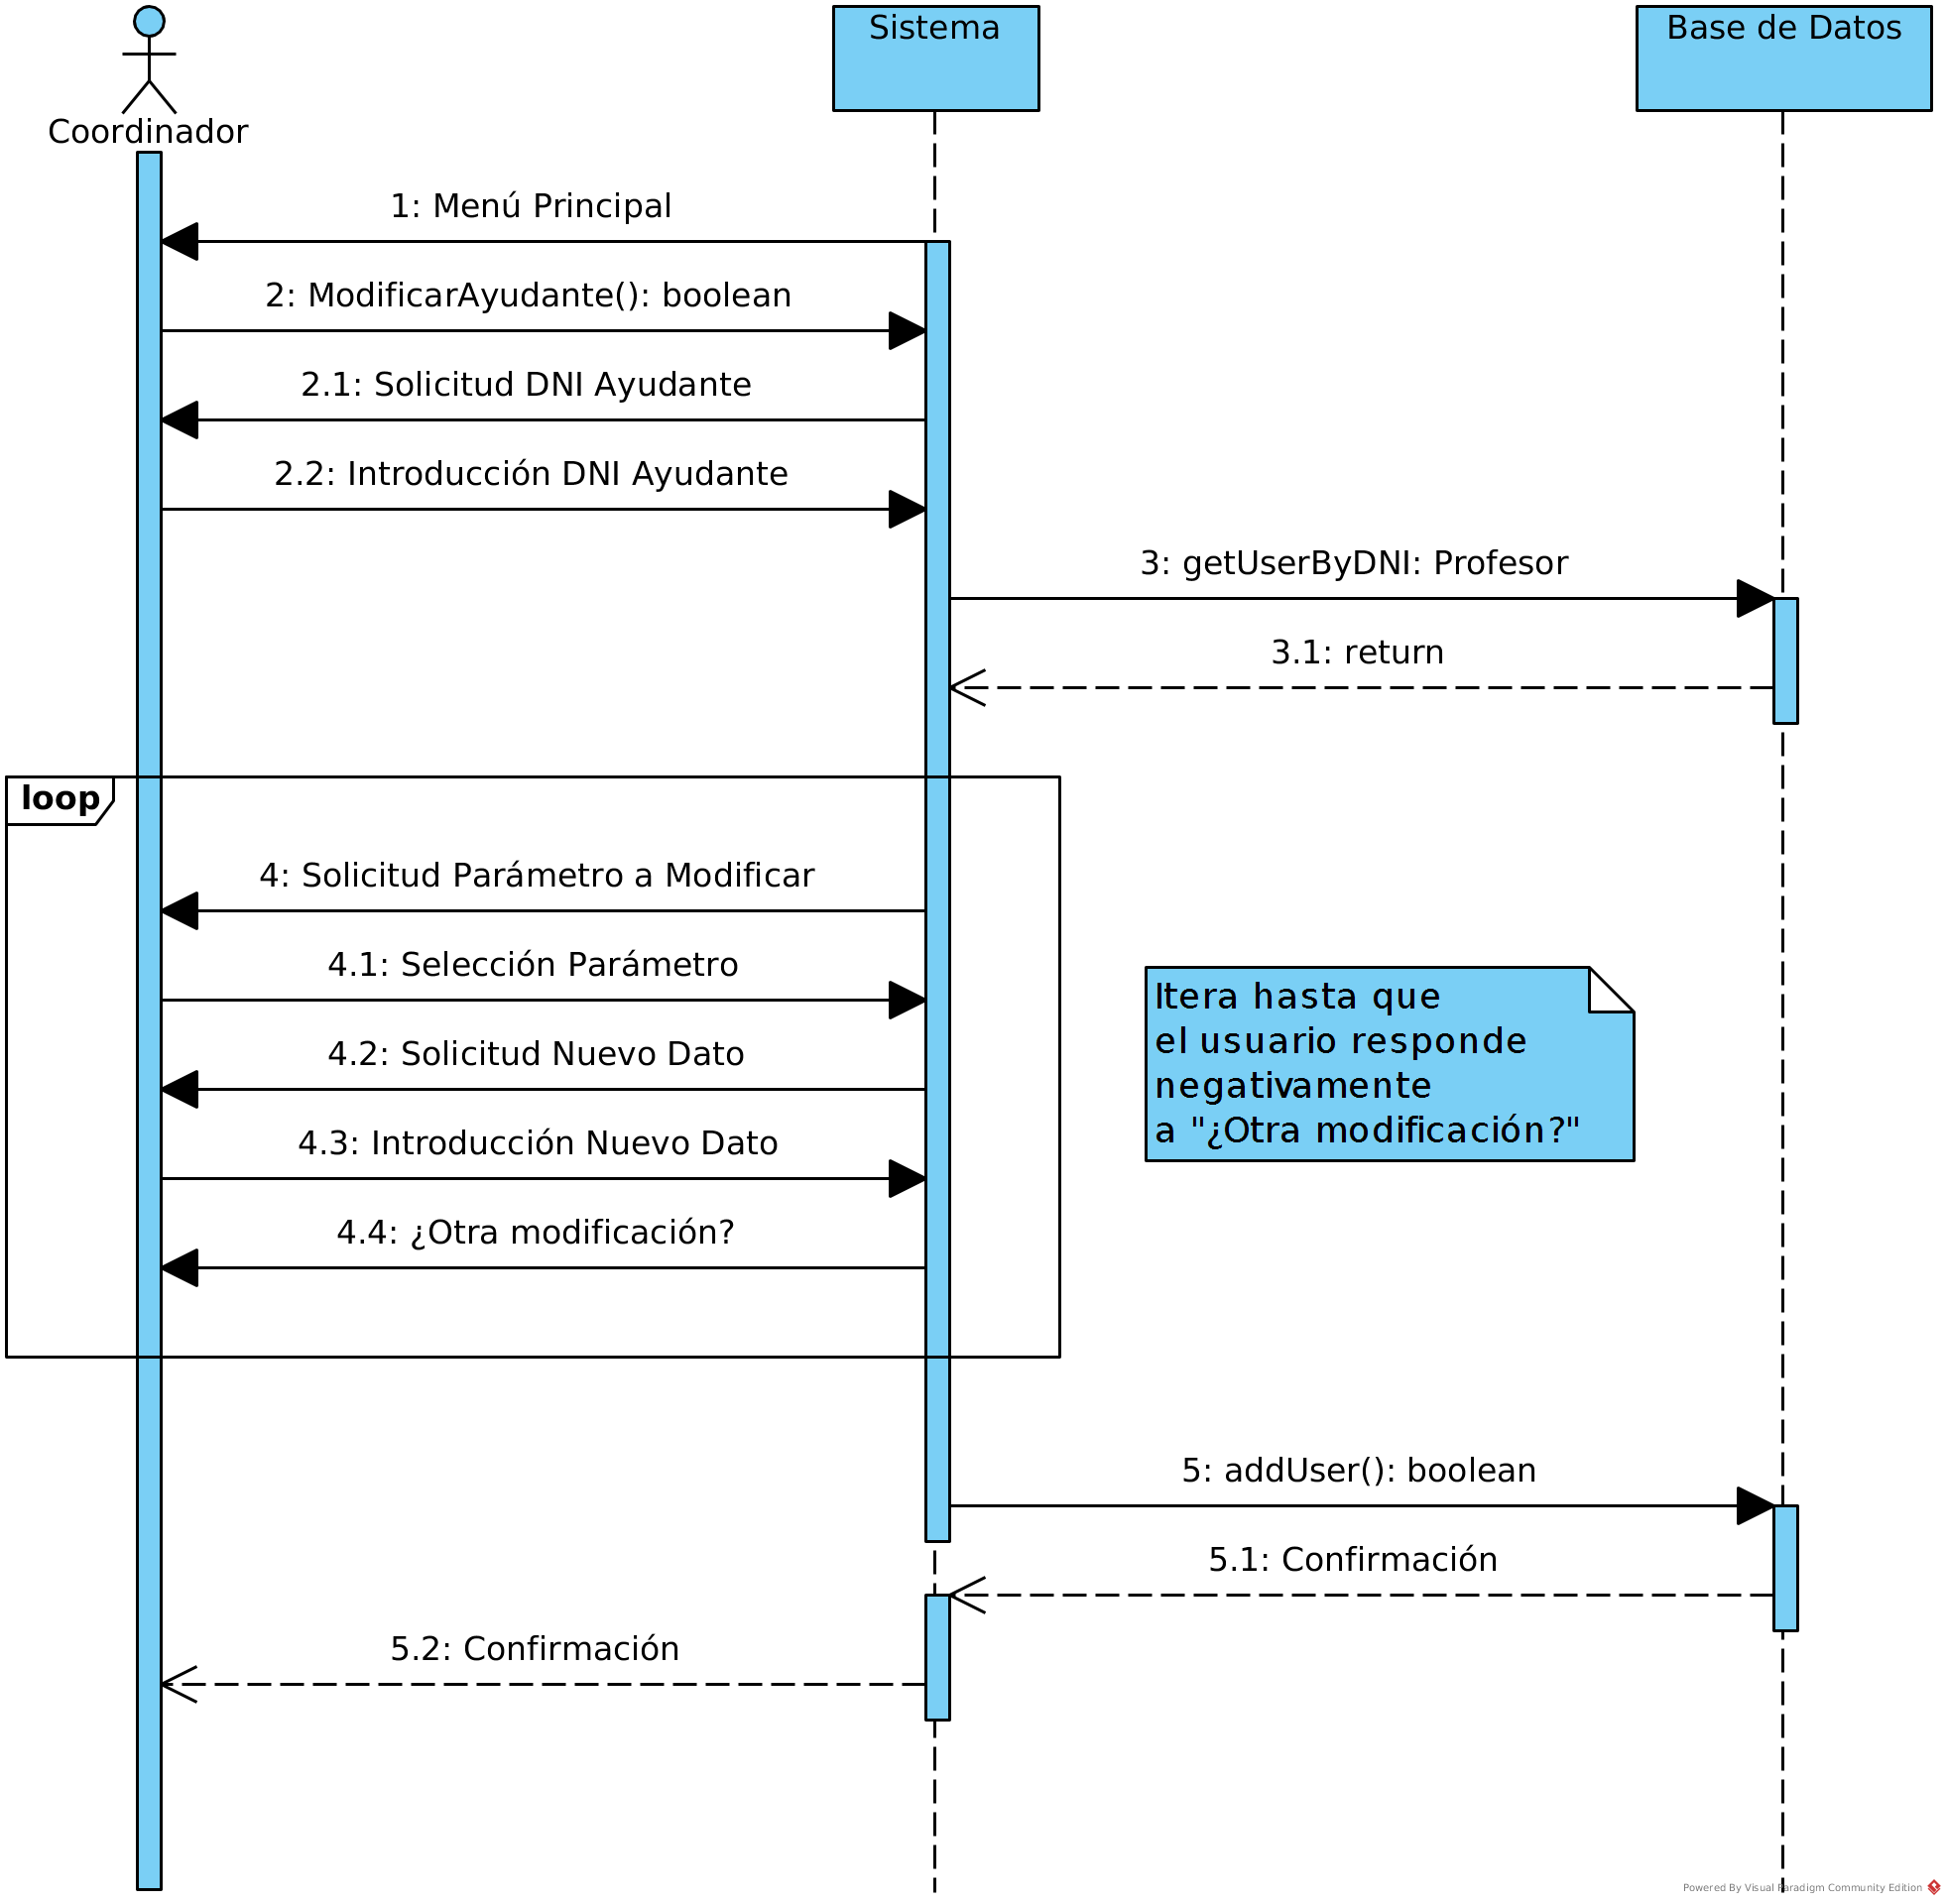 Sistema
Base de Datos
Coordinador
1: Menú Principal
2: ModificarAyudante(): boolean
2.1: Solicitud DNI Ayudante
2.2: Introducción DNI Ayudante
3: getUserByDNI: Profesor
3.1: return
loop
4: Solicitud Parámetro a Modificar
4.1: Selección Parámetro
Itera hasta que
el usuario responde
negativamente
a "¿Otra modificación?"
4.2: Solicitud Nuevo Dato
4.3: Introducción Nuevo Dato
4.4: ¿Otra modificación?
5: addUser(): boolean
5.1: Confirmación
5.2: Confirmación
Powered By Visual Paradigm Community Edition